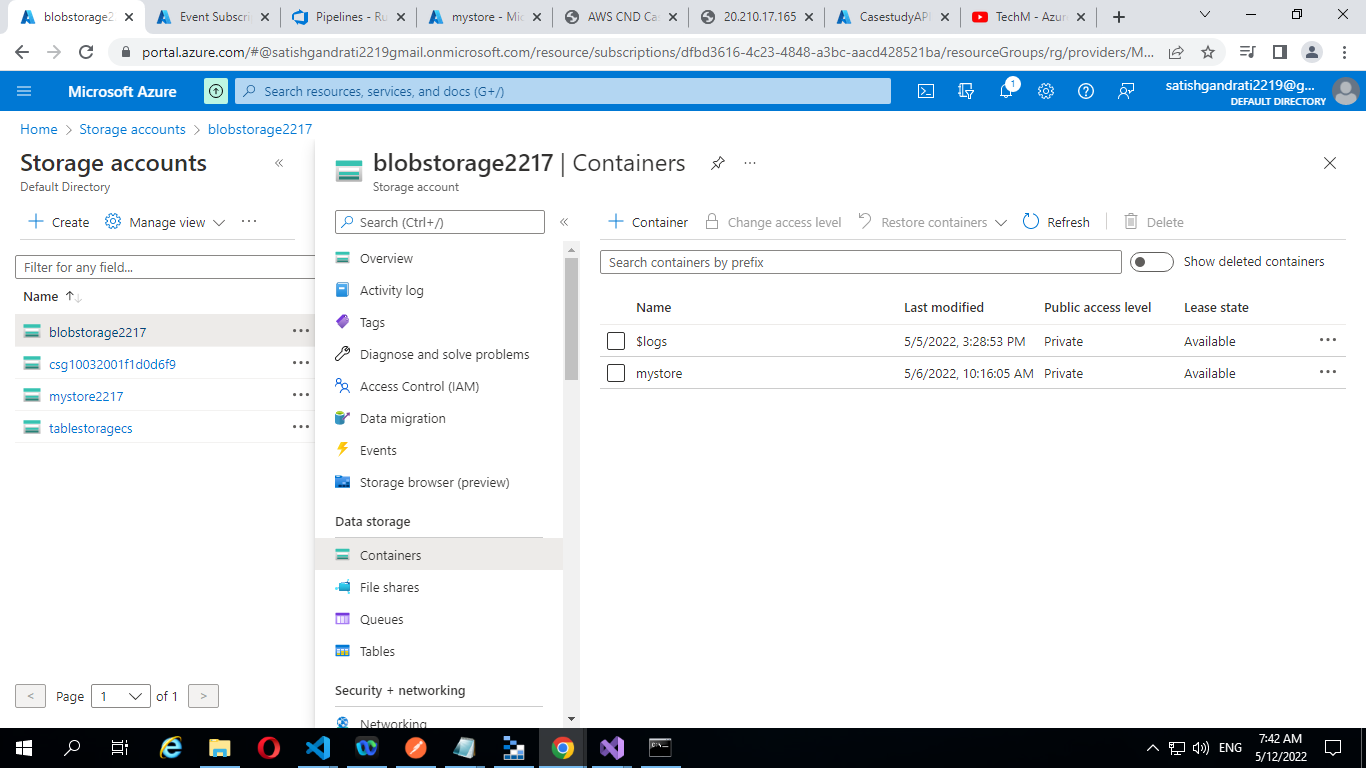 blobstorage2
Event Subscri
Pipelines - Ru
mystore - Mic
AWS CND Ca
20.210.17.165
CasestudyAPI
TechM - Azur
portal.azure.com/#@satishgandrati2219gmail.onmicrosoft.com/resource/subscriptions/dfbd3616-4c23-4848-a3bc-aacd428521ba/resourceGroups/rg/providers/M...
Microsoft Azure
Search resources, services, and docs (G+/)
1
satishgandrati2219@g...
DEFAULT DIRECTORY
Home > Storage accounts > blobstorage2217
Storage accounts
Default Directory
+ Create Manage view ...
Filter for any field...
Name
blobstorage2217
csg10032001f1d0d6f9
mystore2217
tablestoragecs
< Page 1 of 1 >
blobstorage2217 | Containers
Storage account
Search (Ctrl+/)
Overview
Activity log
Tags
Diagnose and solve problems
Access Control (IAM)
Data migration
Events
Storage browser (preview)
Data storage
Containers
File shares
Queues
Tables
Security + networking
Networking
+ Container Change access level Restore containers Refresh Delete
Search containers by prefix Show deleted containers
Name Last modified Public access level Lease state
$logs 5/5/2022, 3:28:53 PM Private Available
mystore 5/6/2022, 10:16:05 AM Private Available
ENG
7:42 AM
5/12/2022